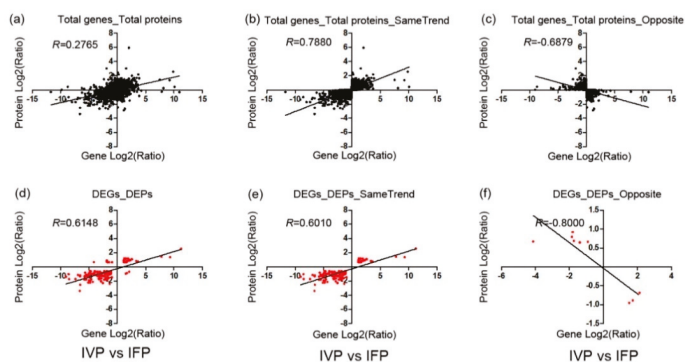 (a) Total genes_Total proteins
R=0.2765
Protein Log2(Ratio)
8
6
4
2
0
-2
-4
-6
-8
-15 -10 -5 5 10 15
Gene Log2(Ratio)
(b) Total genes_Total proteins_SameTrend
R=0.7880
Protein Log2(Ratio)
8
6
4
2
0
-2
-4
-6
-8
-15 -10 -5 5 10 15
Gene Log2(Ratio)
(c) Total genes_Total proteins_Opposite
R=-0.6879
Protein Log2(Ratio)
8
6
4
2
0
-2
-4
-6
-8
-15 -10 -5 5 10 15
Gene Log2(Ratio)
(d) DEGs_DEPs
R=0.6148
Protein Log2(Ratio)
8
6
4
2
0
-2
-4
-6
-8
-15 -10 -5 5 10 15
Gene Log2(Ratio)
IVP vs IFP
(e) DEGs_DEPs_SameTrend
R=0.6010
Protein Log2(Ratio)
8
6
4
2
0
-2
-4
-6
-8
-15 -10 -5 5 10 15
Gene Log2(Ratio)
IVP vs IFP
(f) DEGs_DEPs_Opposite
R=-0.8000
Protein Log2(Ratio)
1.5
1.0
0.5
0.0
-0.5
-1.0
-1.5
-6 -4 -2 2 4
Gene Log2(Ratio)
IVP vs IFP